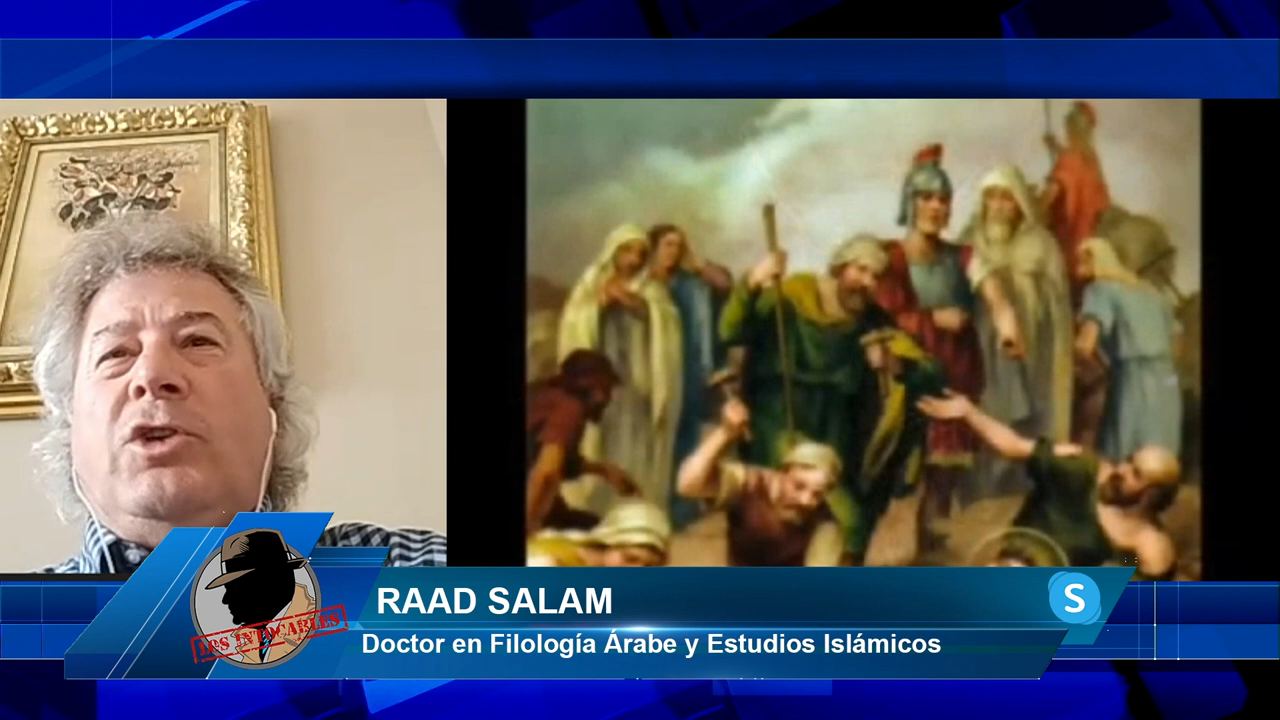 RAAD SALAM
Doctor en Filología Árabe y Estudios Islámicos
LOS INTOCABLES
S